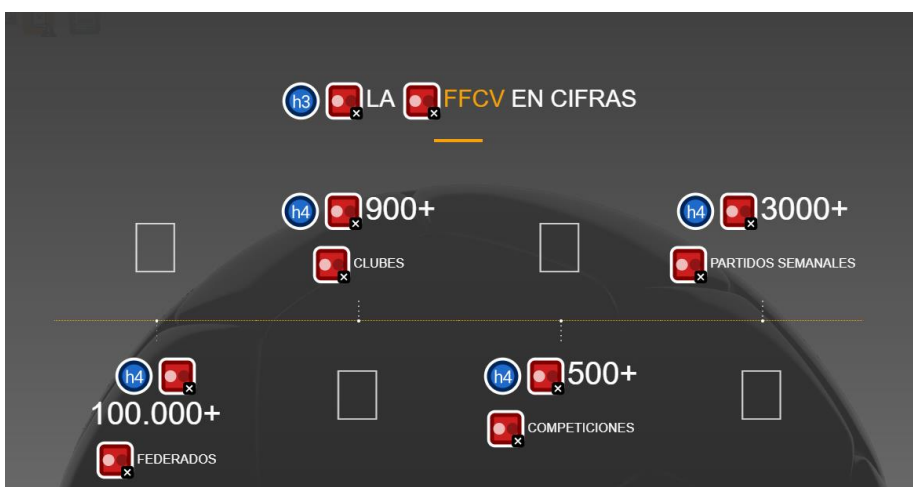 h3 LA FFCV EN CIFRAS
h4 900+
CLUBES
h4 3000+
PARTIDOS SEMANALES
h4
100.000+
FEDERADOS
h4 500+
COMPETICIONES